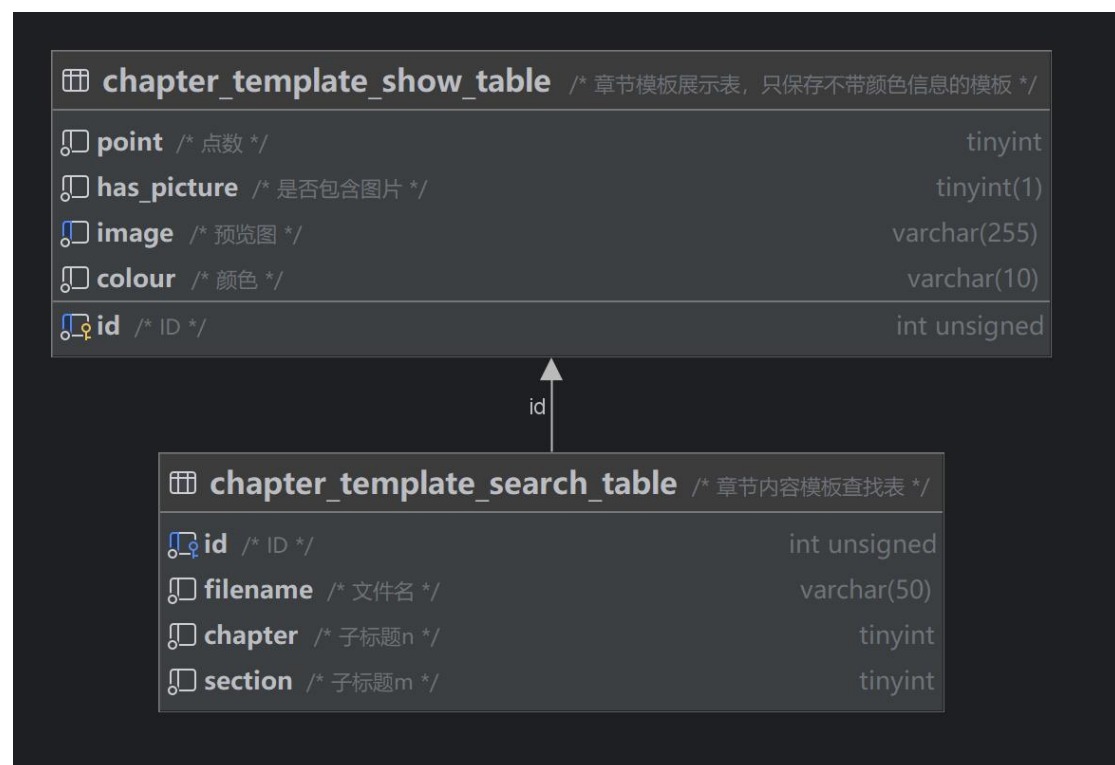 chapter_template_show_table /* 章节模板展示表，只保存不带颜色信息的模板 */
point /* 点数 */ tinyint
has_picture /* 是否包含图片 */ tinyint(1)
image /* 预览图 */ varchar(255)
colour /* 颜色 */ varchar(10)
id /* ID */ int unsigned
id
chapter_template_search_table /* 章节内容模板查找表 */
id /* ID */ int unsigned
filename /* 文件名 */ varchar(50)
chapter /* 子标题n */ tinyint
section /* 子标题m */ tinyint